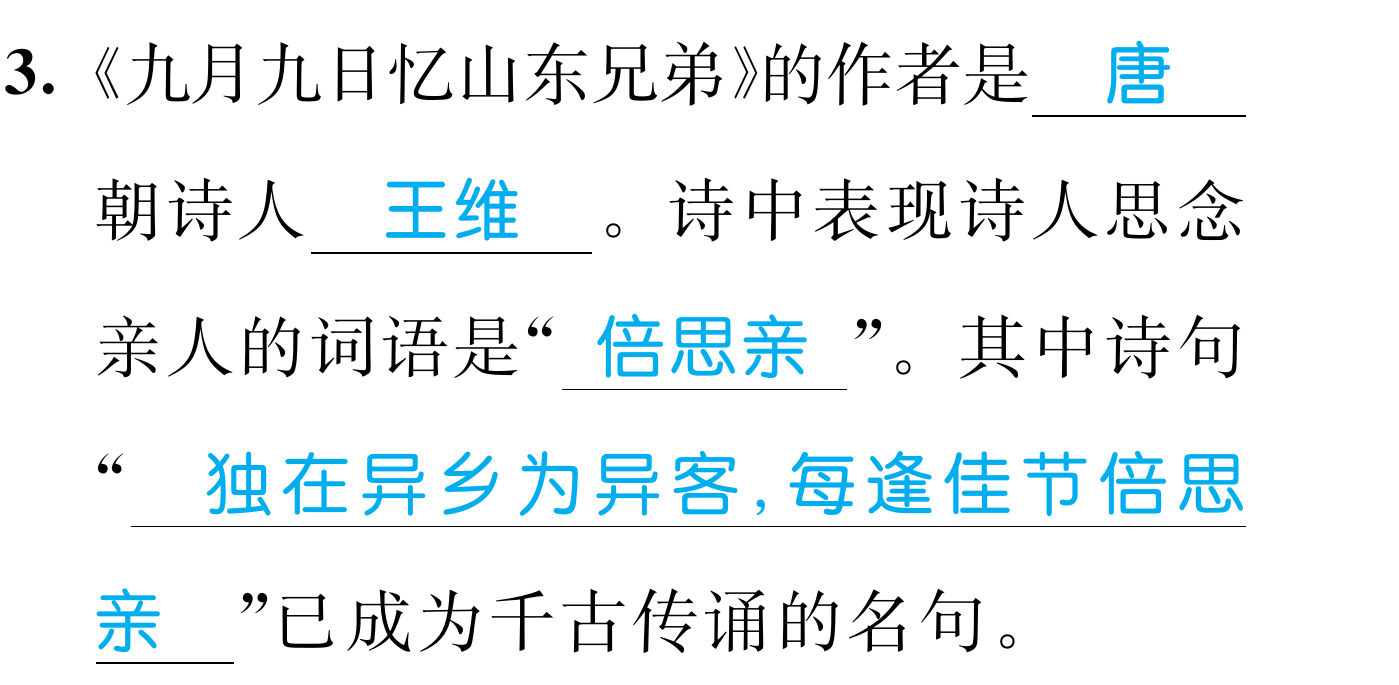 3.《九月九日忆山东兄弟》的作者是 唐
朝诗人 王维 。诗中表现诗人思念
亲人的词语是“ 倍思亲 ”。其中诗句
“ 独在异乡为异客,每逢佳节倍思
亲 ”已成为千古传诵的名句。